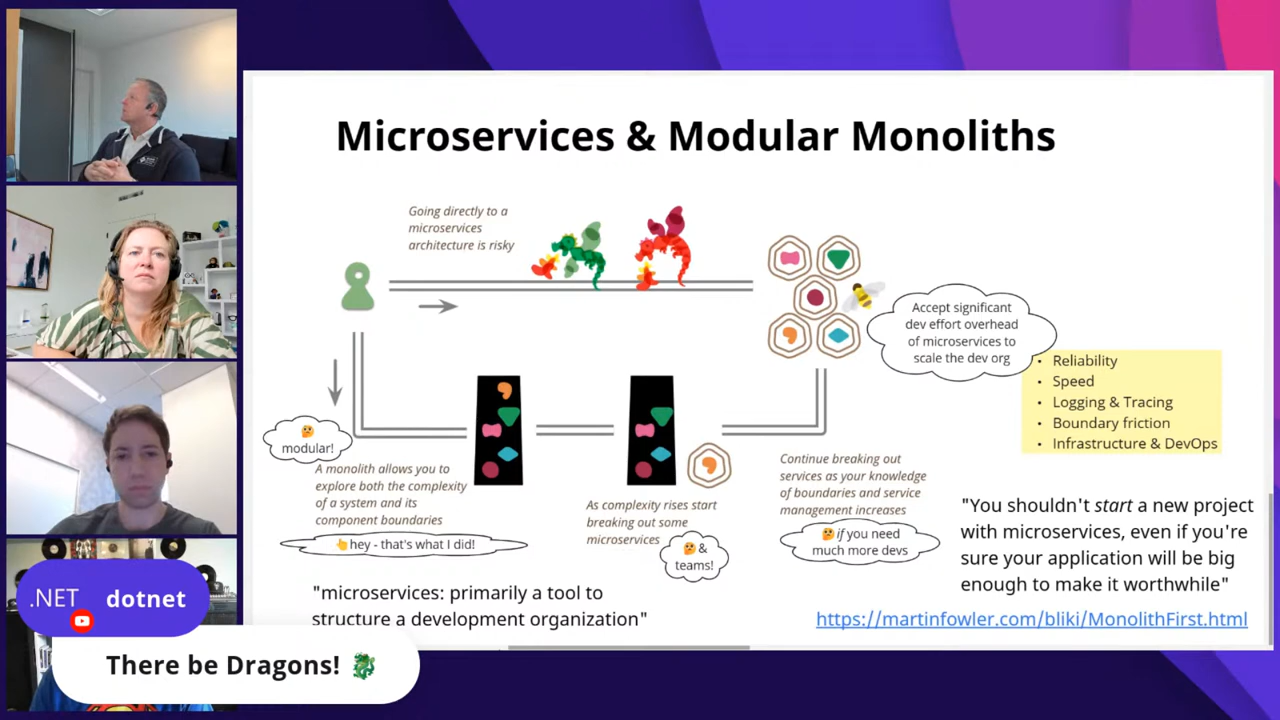 Microservices & Modular Monoliths
Going directly to a
microservices
architecture is risky
Accept significant
dev effort overhead
of microservices to
scale the dev org
• Reliability
• Speed
• Logging & Tracing
• Boundary friction
• Infrastructure & DevOps
🤔
modular!
A monolith allows you to
explore both the complexity
of a system and its
component boundaries
👆hey - that's what I did!
As complexity rises start
breaking out some
microservices
🤔 &
teams!
Continue breaking out
services as your knowledge
of boundaries and service
management increases
🤔if you need
much more devs
"microservices: primarily a tool to
structure a development organization"
"You shouldn't start a new project
with microservices, even if you're
sure your application will be big
enough to make it worthwhile"
https://martinfowler.com/bliki/MonolithFirst.html
.NET dotnet
There be Dragons! 🐉